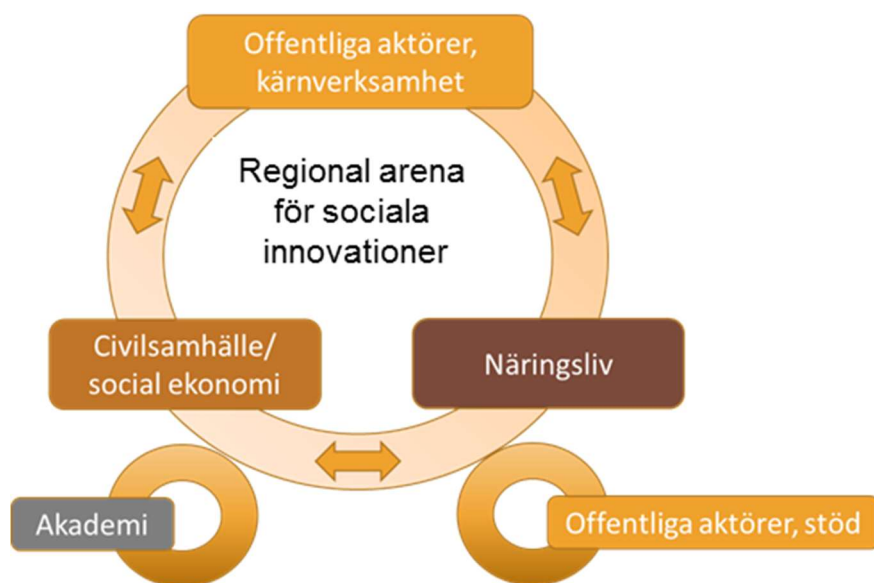 Offentliga aktörer,
kärnverksamhet
Regional arena
för sociala
innovationer
Civilsamhälle/
social ekonomi
Näringsliv
Akademi
Offentliga aktörer, stöd